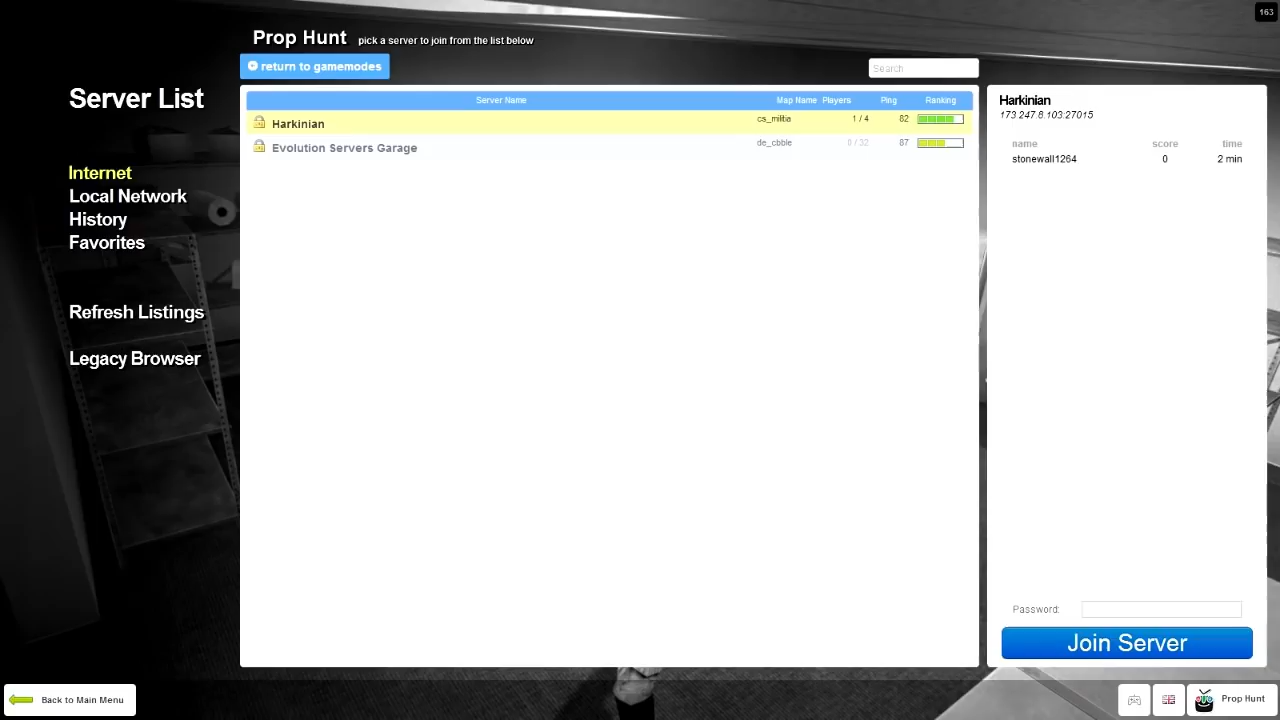 163
Prop Hunt pick a server to join from the list below
return to gamemodes
Search
Server List
Internet
Local Network
History
Favorites
Refresh Listings
Legacy Browser
Server Name Map Name Players Ping Ranking
Harkinian cs_militia 1 / 4 82
Evolution Servers Garage de_cbble 0 / 32 87
Harkinian
173.247.8.103:27015
name score time
stonewall1264 0 2 min
Password:
Join Server
Back to Main Menu
Prop Hunt